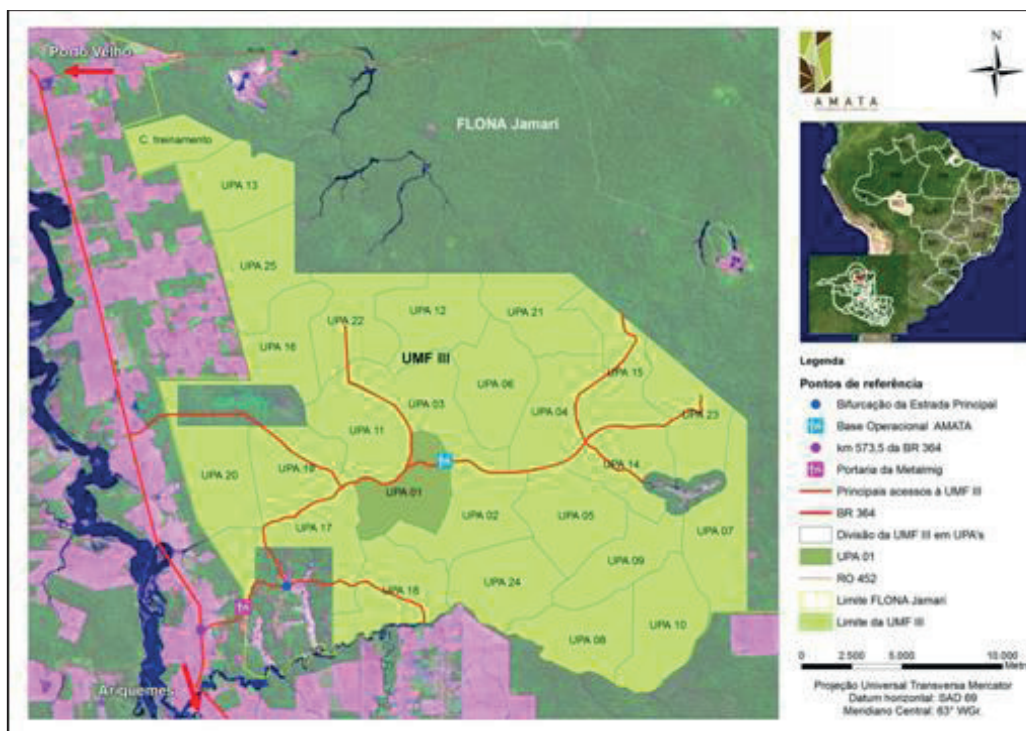 Porto Velho
FLONA Jamari
C. treinamento
UPA 13
UPA 25
UPA 22
UPA 12
UPA 21
UPA 16
UMF III
UPA 15
UPA 06
UPA 03
UPA 04
UPA 23
UPA 11
UPA 20
UPA 19
UPA 14
UPA 01
UPA 02
UPA 05
UPA 17
UPA 07
UPA 09
UPA 24
UPA 18
UPA 10
UPA 08
Ariquemes
AMATA
N
Legenda
Pontos de referência
Bifurcação da Estrada Principal
Base Operacional AMATA
km 573,5 da BR 364
Portaria da Metalmig
Principais acessos à UMF III
BR 364
Divisão da UMF III em UPA's
UPA 01
RO 452
Limite FLONA Jamari
Limite da UMF III
0 2.500 5.000 10.000
Metr
Projeção Universal Transversa Mercator
Datum horizontal: SAD 69
Meridiano Central: 63° WGr.